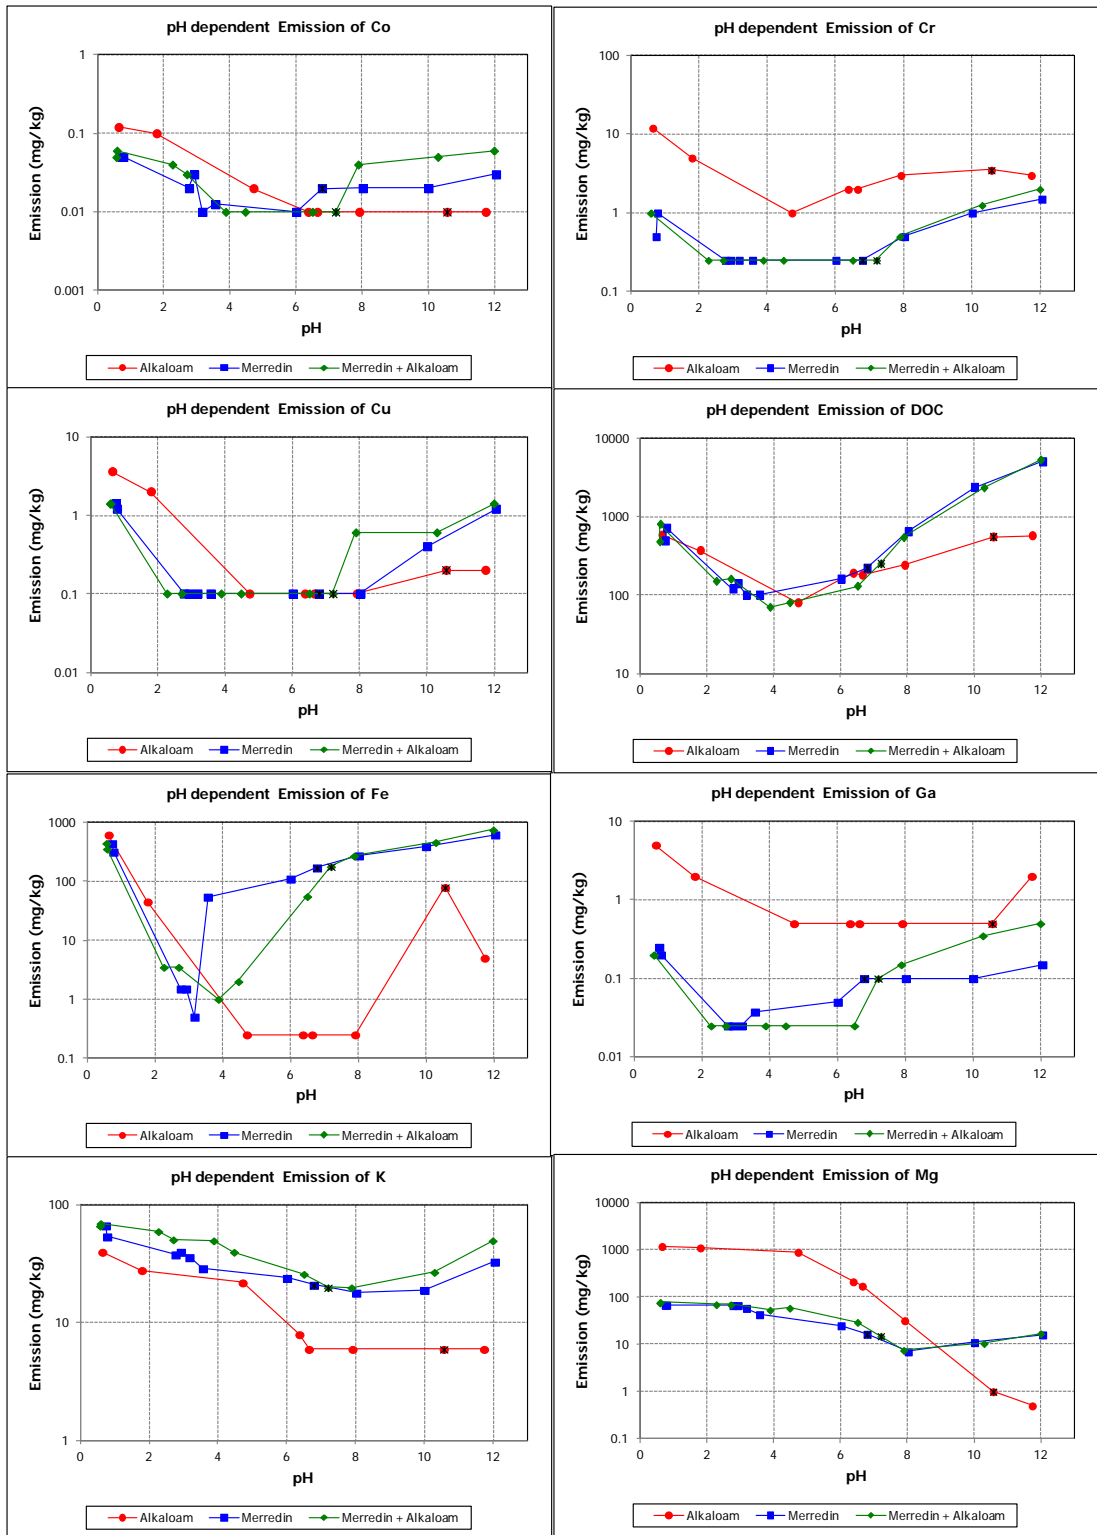 pH dependent Emission of Co
Emission (mg/kg)
1
0.1
0.01
0.001
0 2 4 6 8 10 12
pH
Alkaloam Merredin Merredin + Alkaloam
pH dependent Emission of Cr
Emission (mg/kg)
100
10
1
0.1
0 2 4 6 8 10 12
pH
Alkaloam Merredin Merredin + Alkaloam
pH dependent Emission of Cu
Emission (mg/kg)
10
1
0.1
0.01
0 2 4 6 8 10 12
pH
Alkaloam Merredin Merredin + Alkaloam
pH dependent Emission of DOC
Emission (mg/kg)
10000
1000
100
10
0 2 4 6 8 10 12
pH
Alkaloam Merredin Merredin + Alkaloam
pH dependent Emission of Fe
Emission (mg/kg)
1000
100
10
1
0.1
0 2 4 6 8 10 12
pH
Alkaloam Merredin Merredin + Alkaloam
pH dependent Emission of Ga
Emission (mg/kg)
10
1
0.1
0.01
0 2 4 6 8 10 12
pH
Alkaloam Merredin Merredin + Alkaloam
pH dependent Emission of K
Emission (mg/kg)
100
10
1
0 2 4 6 8 10 12
pH
Alkaloam Merredin Merredin + Alkaloam
pH dependent Emission of Mg
Emission (mg/kg)
10000
1000
100
10
1
0.1
0 2 4 6 8 10 12
pH
Alkaloam Merredin Merredin + Alkaloam